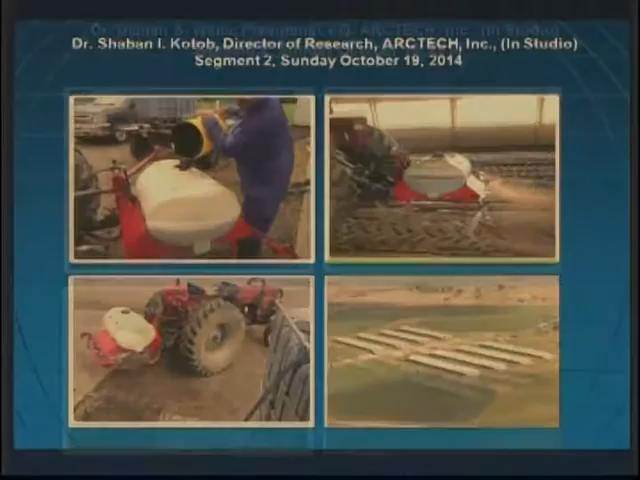 Dr. Shaban I. Kotob, Director of Research, ARCTECH, Inc., (In Studio)
Segment 2, Sunday October 19, 2014